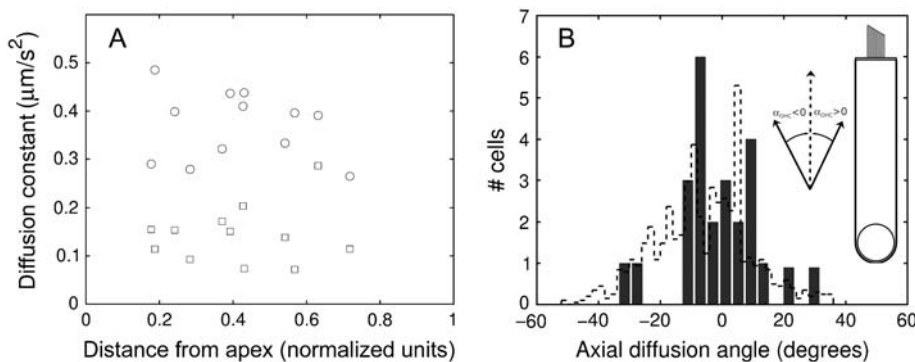 A
Diffusion constant (μm/s²)
0.5
0.4
0.3
0.2
0.1
0
0 0.2 0.4 0.6 0.8 1
Distance from apex (normalized units)
B
# cells
7
6
5
4
3
2
1
0
−60 −40 −20 0 20 40 60
Axial diffusion angle (degrees)
α_OHC<0 α_OHC>0